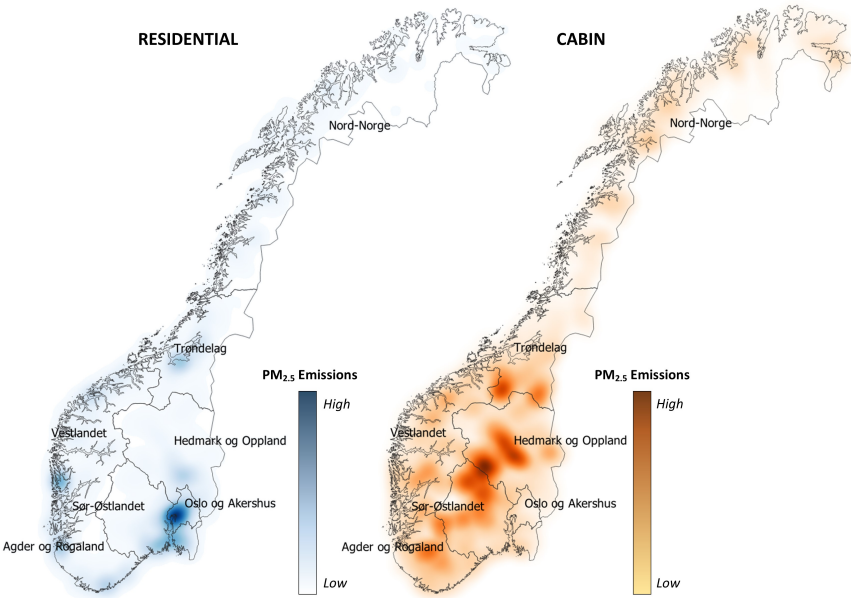 RESIDENTIAL
Nord-Norge
Trøndelag
Vestlandet
Hedmark og Oppland
Sør-Østlandet
Oslo og Akershus
Agder og Rogaland
PM2.5 Emissions
High
Low
CABIN
Nord-Norge
Trøndelag
Vestlandet
Hedmark og Oppland
Sør-Østlandet
Oslo og Akershus
Agder og Rogaland
PM2.5 Emissions
High
Low